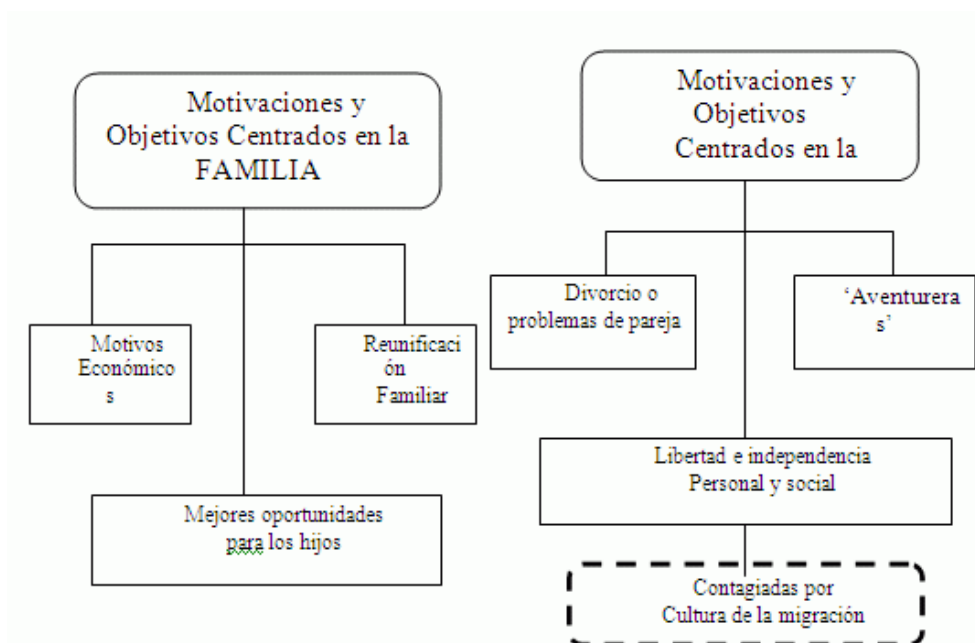 Motivaciones y
Objetivos Centrados en la
FAMILIA
Motivos
Económico
s
Reunificaci
ón
Familiar
Mejores oportunidades
para los hijos
Motivaciones y
Objetivos
Centrados en la
Divorcio o
problemas de pareja
‘Aventurera
s’
Libertad e independencia
Personal y social
Contagiadas por
Cultura de la migración